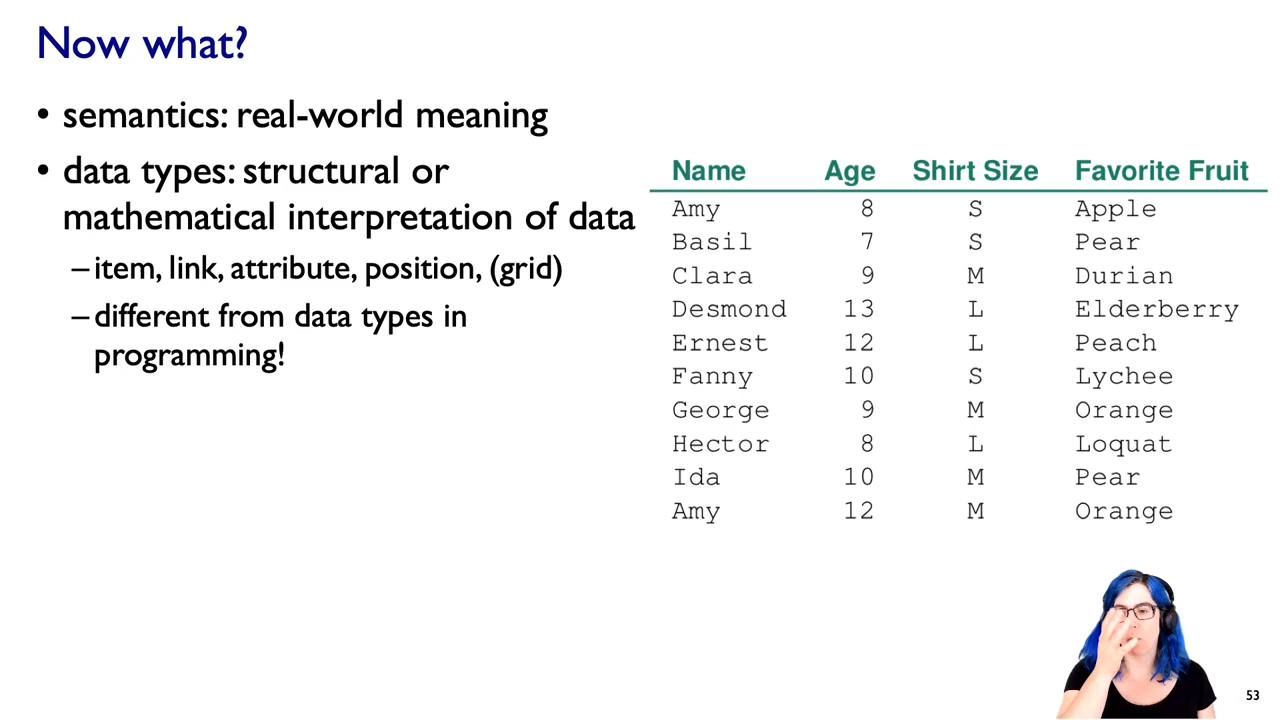 Now what?
• semantics: real-world meaning
• data types: structural or
mathematical interpretation of data
– item, link, attribute, position, (grid)
– different from data types in
programming!
Name Age Shirt Size Favorite Fruit
Amy 8 S Apple
Basil 7 S Pear
Clara 9 M Durian
Desmond 13 L Elderberry
Ernest 12 L Peach
Fanny 10 S Lychee
George 9 M Orange
Hector 8 L Loquat
Ida 10 M Pear
Amy 12 M Orange
53